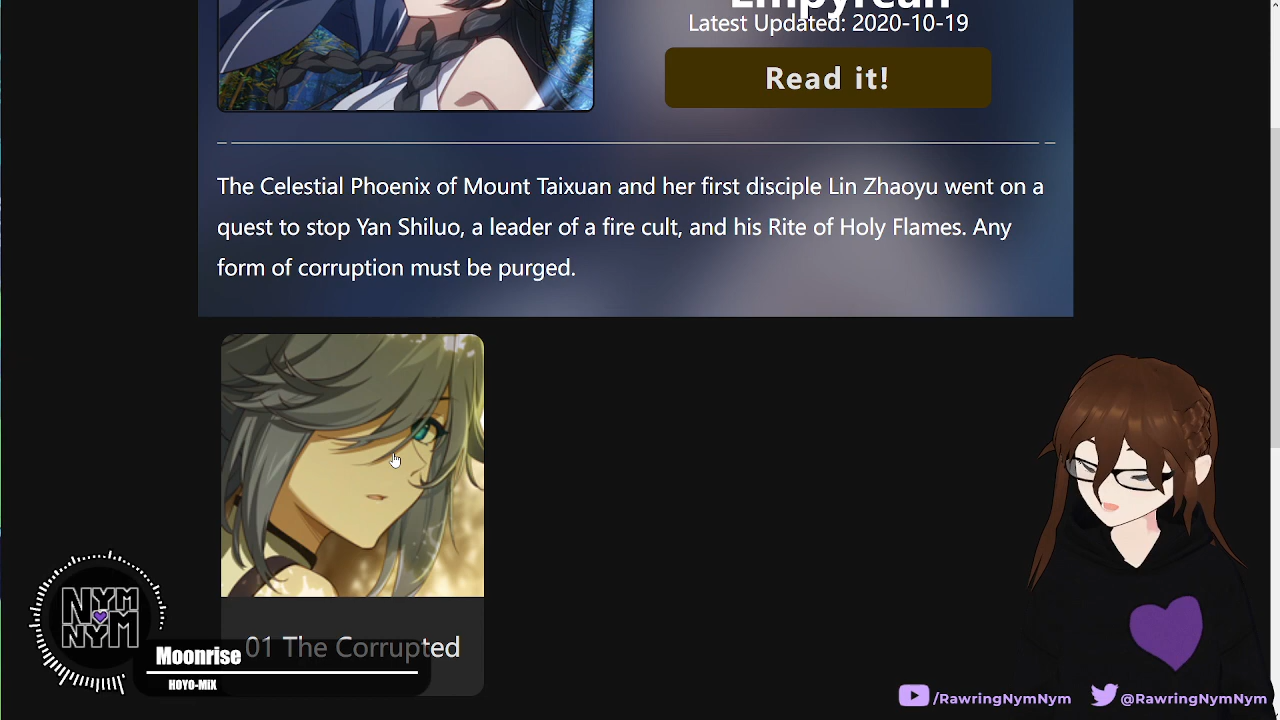 Empyrean
Latest Updated: 2020-10-19
Read it!
The Celestial Phoenix of Mount Taixuan and her first disciple Lin Zhaoyu went on a
quest to stop Yan Shiluo, a leader of a fire cult, and his Rite of Holy Flames. Any
form of corruption must be purged.
01 The Corrupted
NYM
NYM
Moonrise
HOYO-MiX
/RawringNymNym
@RawringNymNym